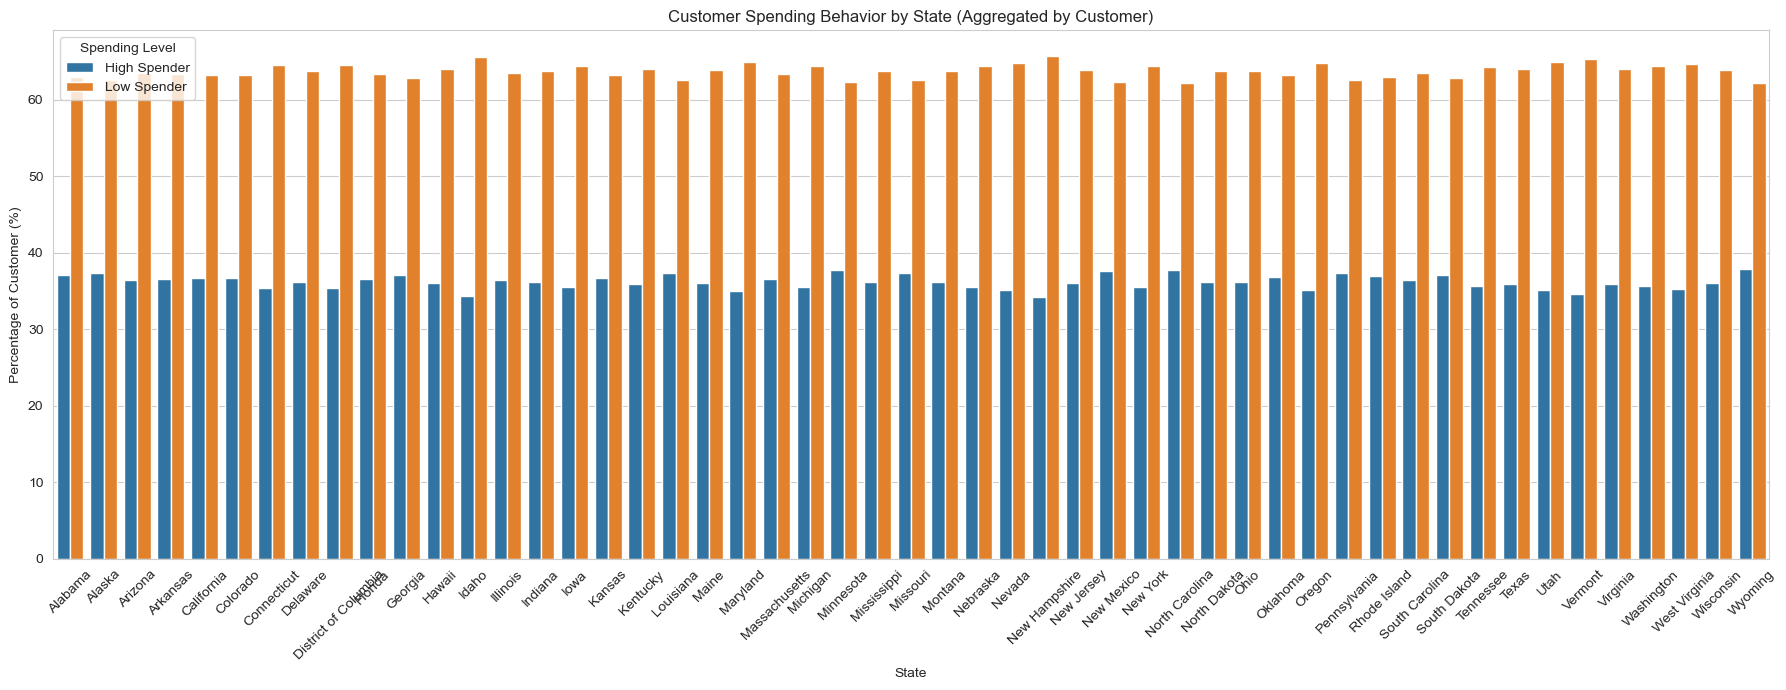 Customer Spending Behavior by State (Aggregated by Customer)
Spending Level
High Spender
Low Spender
Percentage of Customer (%)
60
50
40
30
20
10
0
Alabama
Alaska
Arizona
Arkansas
California
Colorado
Connecticut
Delaware
District of Columbia
Florida
Georgia
Hawaii
Idaho
Illinois
Indiana
Iowa
Kansas
Kentucky
Louisiana
Maine
Maryland
Massachusetts
Michigan
Minnesota
Mississippi
Missouri
Montana
Nebraska
Nevada
New Hampshire
New Jersey
New Mexico
New York
North Carolina
North Dakota
Ohio
Oklahoma
Oregon
Pennsylvania
Rhode Island
South Carolina
South Dakota
Tennessee
Texas
Utah
Vermont
Virginia
Washington
West Virginia
Wisconsin
Wyoming
State